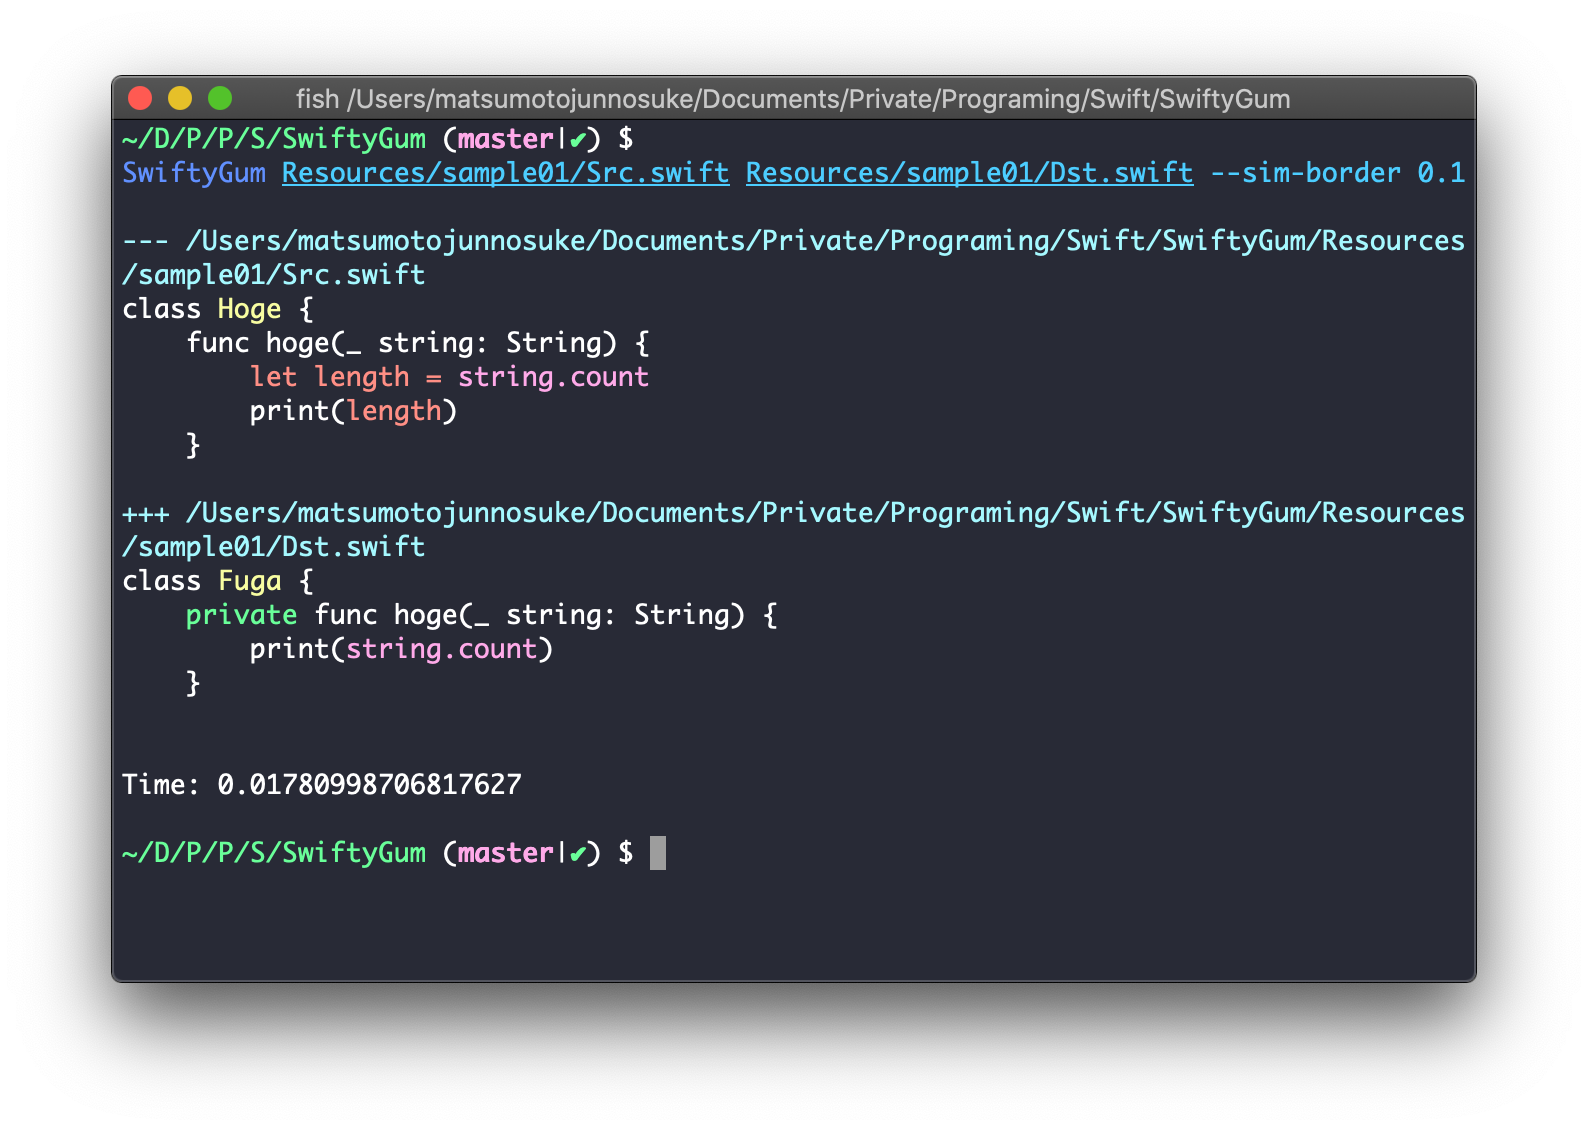 fish /Users/matsumotojunnosuke/Documents/Private/Programing/Swift/SwiftyGum
~/D/P/P/S/SwiftyGum (master|✔) $
SwiftyGum Resources/sample01/Src.swift Resources/sample01/Dst.swift --sim-border 0.1
--- /Users/matsumotojunnosuke/Documents/Private/Programing/Swift/SwiftyGum/Resources
/sample01/Src.swift
class Hoge {
    func hoge(_ string: String) {
        let length = string.count
        print(length)
    }
+++ /Users/matsumotojunnosuke/Documents/Private/Programing/Swift/SwiftyGum/Resources
/sample01/Dst.swift
class Fuga {
    private func hoge(_ string: String) {
        print(string.count)
    }
Time: 0.01780998706817627
~/D/P/P/S/SwiftyGum (master|✔) $